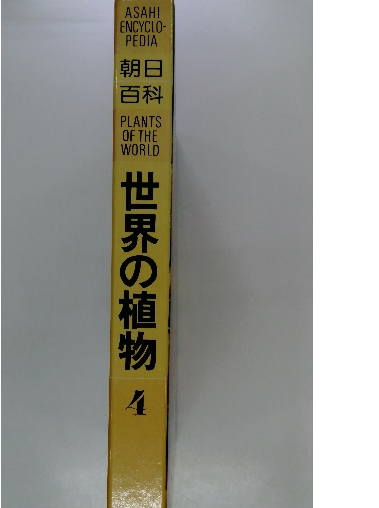 ASAHI
ENCYCLO-
PEDIA
朝日
百科
PLANTS
OF THE
WORLD
世界の植物
4